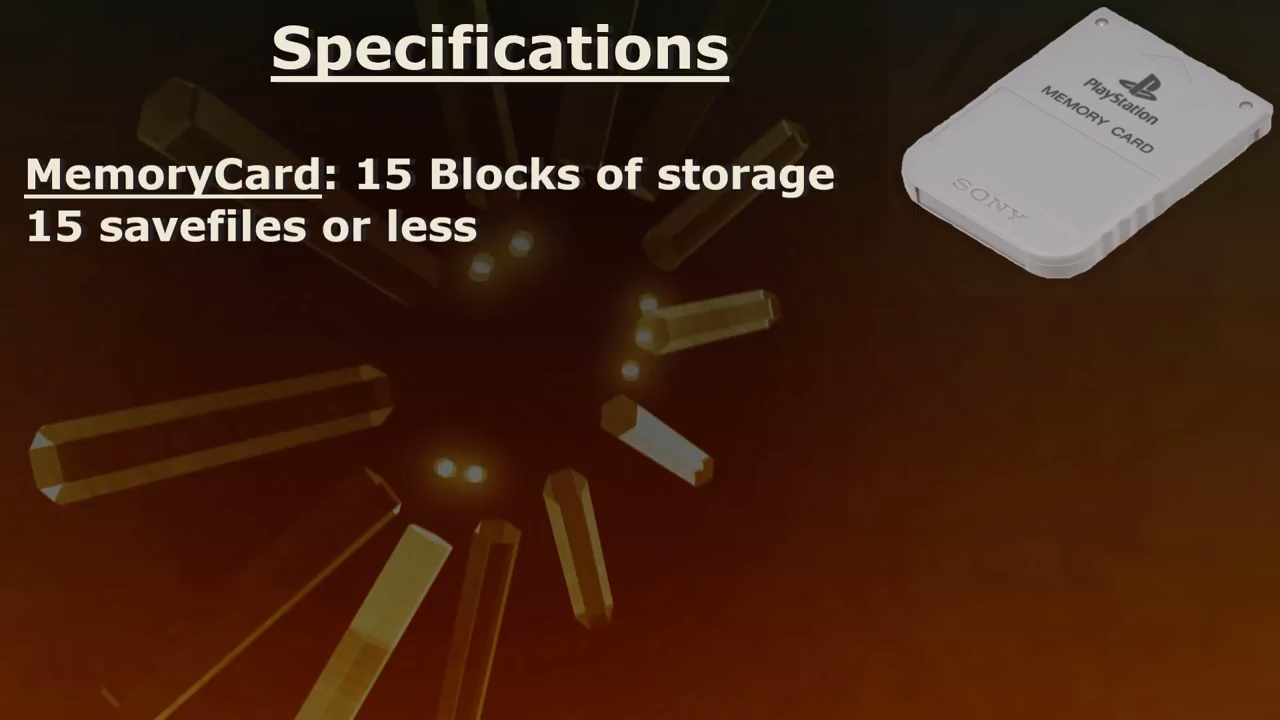 Specifications
MemoryCard: 15 Blocks of storage
15 savefiles or less
PlayStation
MEMORY CARD
SONY